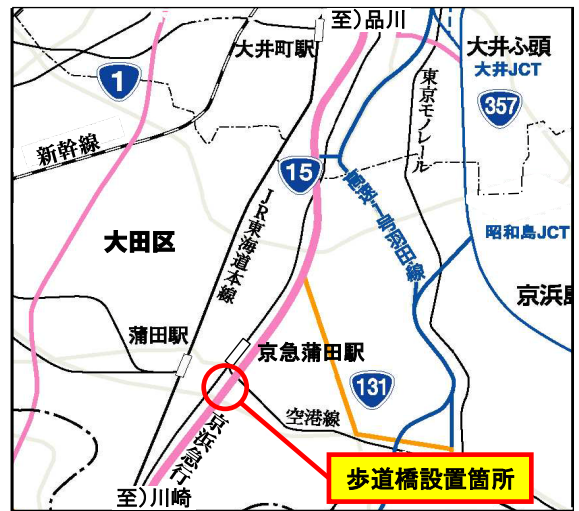 至）品川
大井町駅
大井ふ頭
大井JCT
1
357
東京モノレール
新幹線
15
高速1号羽田線
JR東海道本線
大田区
昭和島JCT
京浜島
蒲田駅
京急蒲田駅
131
空港線
京浜急行
歩道橋設置箇所
至）川崎